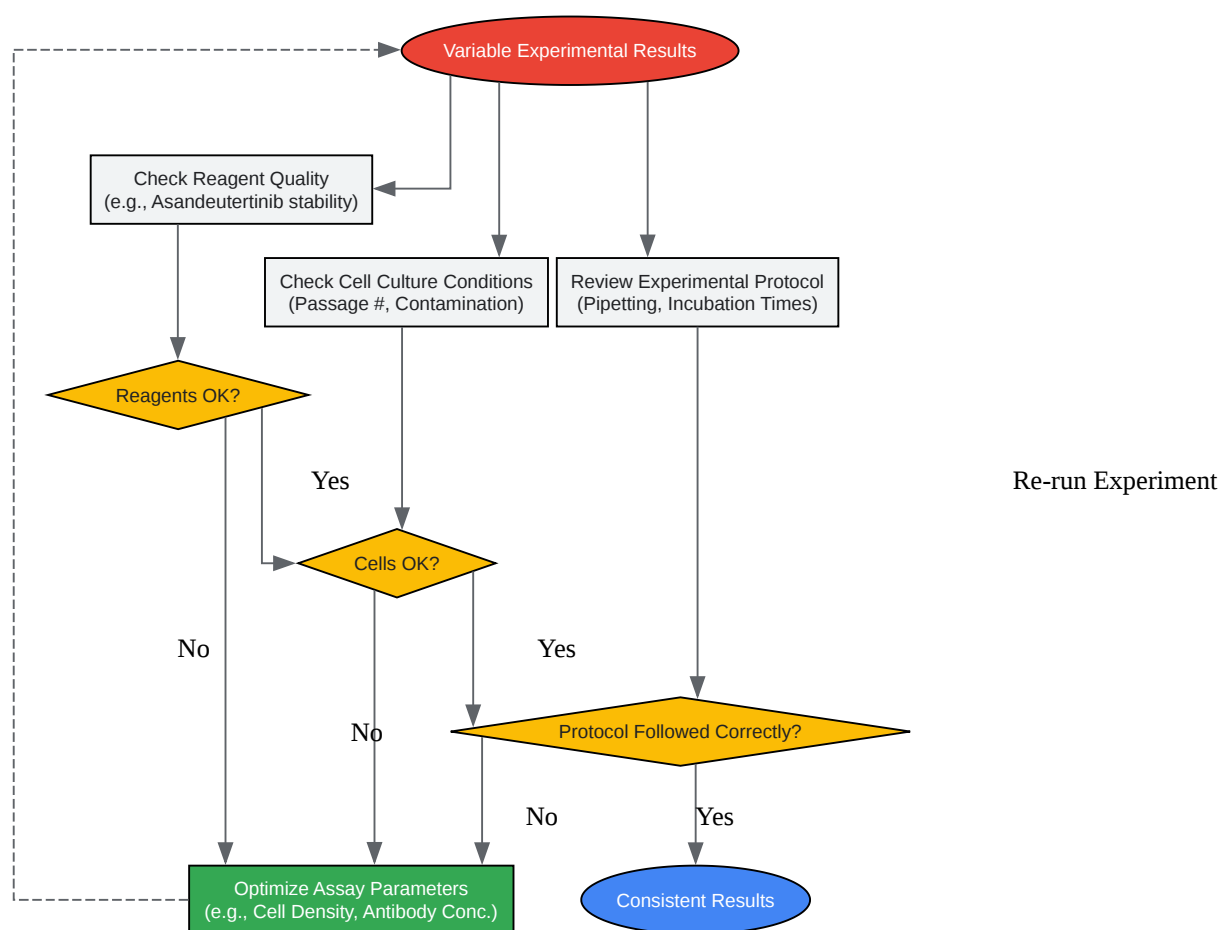 Variable Experimental Results
Check Reagent Quality
(e.g., Asandeutertinib stability)
Check Cell Culture Conditions
(Passage #, Contamination)
Review Experimental Protocol
(Pipetting, Incubation Times)
Reagents OK?
Yes
Re-run Experiment
Cells OK?
No
Yes
No
Protocol Followed Correctly?
No
Yes
Optimize Assay Parameters
(e.g., Cell Density, Antibody Conc.)
Consistent Results